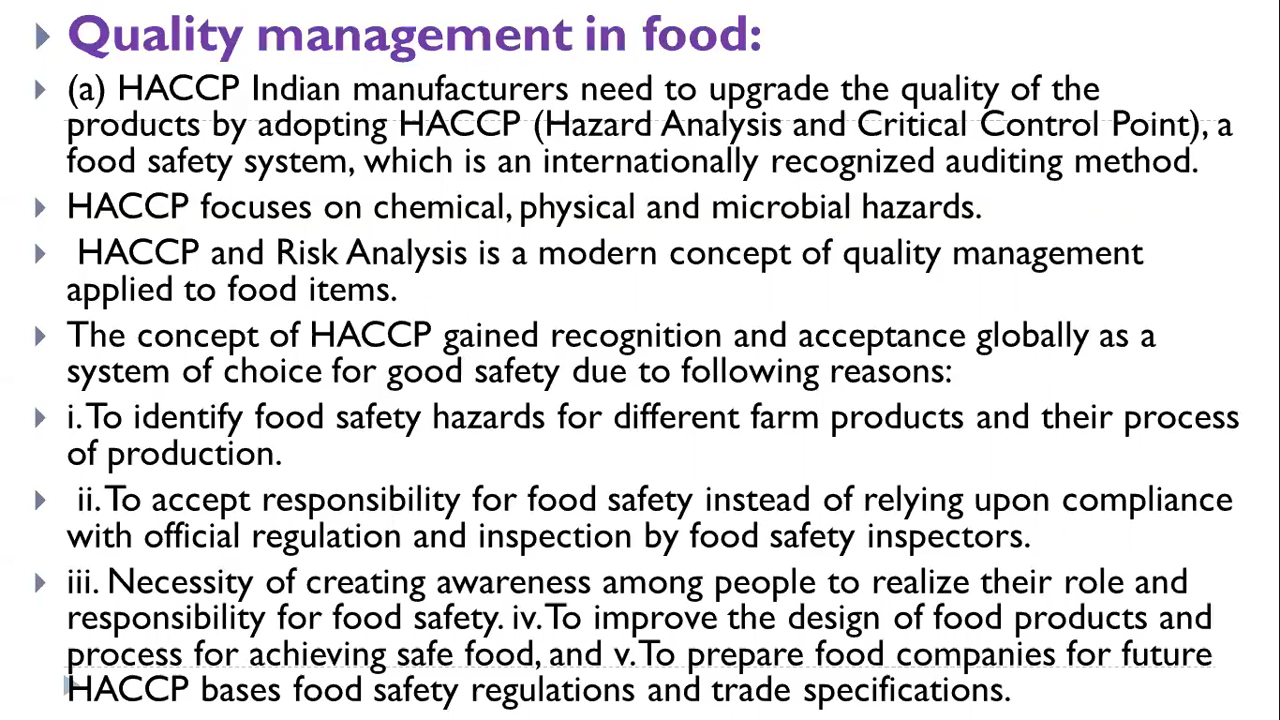 Quality management in food:
(a) HACCP Indian manufacturers need to upgrade the quality of the
products by adopting HACCP (Hazard Analysis and Critical Control Point), a
food safety system, which is an internationally recognized auditing method.
HACCP focuses on chemical, physical and microbial hazards.
HACCP and Risk Analysis is a modern concept of quality management
applied to food items.
The concept of HACCP gained recognition and acceptance globally as a
system of choice for good safety due to following reasons:
i. To identify food safety hazards for different farm products and their process
of production.
ii. To accept responsibility for food safety instead of relying upon compliance
with official regulation and inspection by food safety inspectors.
iii. Necessity of creating awareness among people to realize their role and
responsibility for food safety. iv. To improve the design of food products and
process for achieving safe food, and v. To prepare food companies for future
HACCP bases food safety regulations and trade specifications.